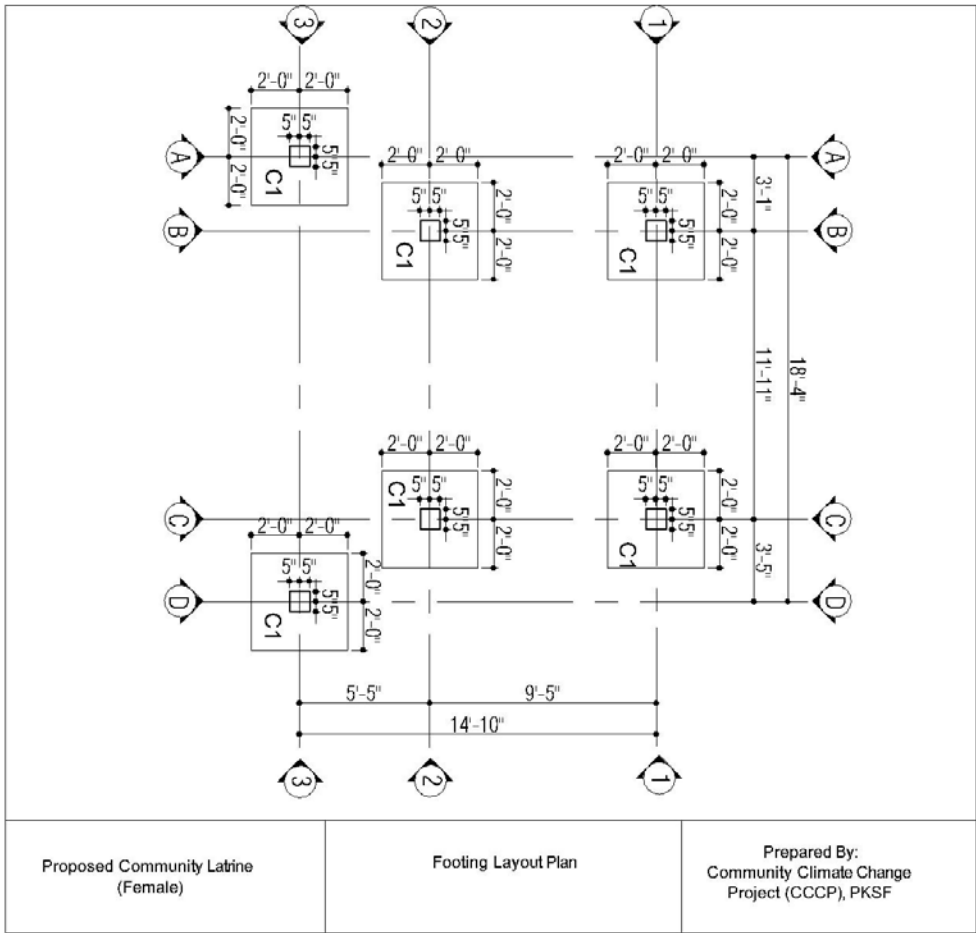 3 2 1
2'-0" 2'-0"
2'-0" 2'-0"
5" 5"
5" 5"
C1
A A
2'-0" 2'-0"
2'-0" 2'-0"
5" 5"
5" 5"
C1
2'-0" 2'-0"
2'-0" 2'-0"
5" 5"
5" 5"
C1
3'-1"
B B
11'-11"
18'-4"
2'-0" 2'-0"
2'-0" 2'-0"
5" 5"
5" 5"
C1
2'-0" 2'-0"
2'-0" 2'-0"
5" 5"
5" 5"
C1
C C
3'-5"
2'-0" 2'-0"
2'-0" 2'-0"
5" 5"
5" 5"
C1
D D
5'-5" 9'-5"
14'-10"
3 2 1
Proposed Community Latrine
(Female)
Footing Layout Plan
Prepared By:
Community Climate Change
Project (CCCP), PKSF